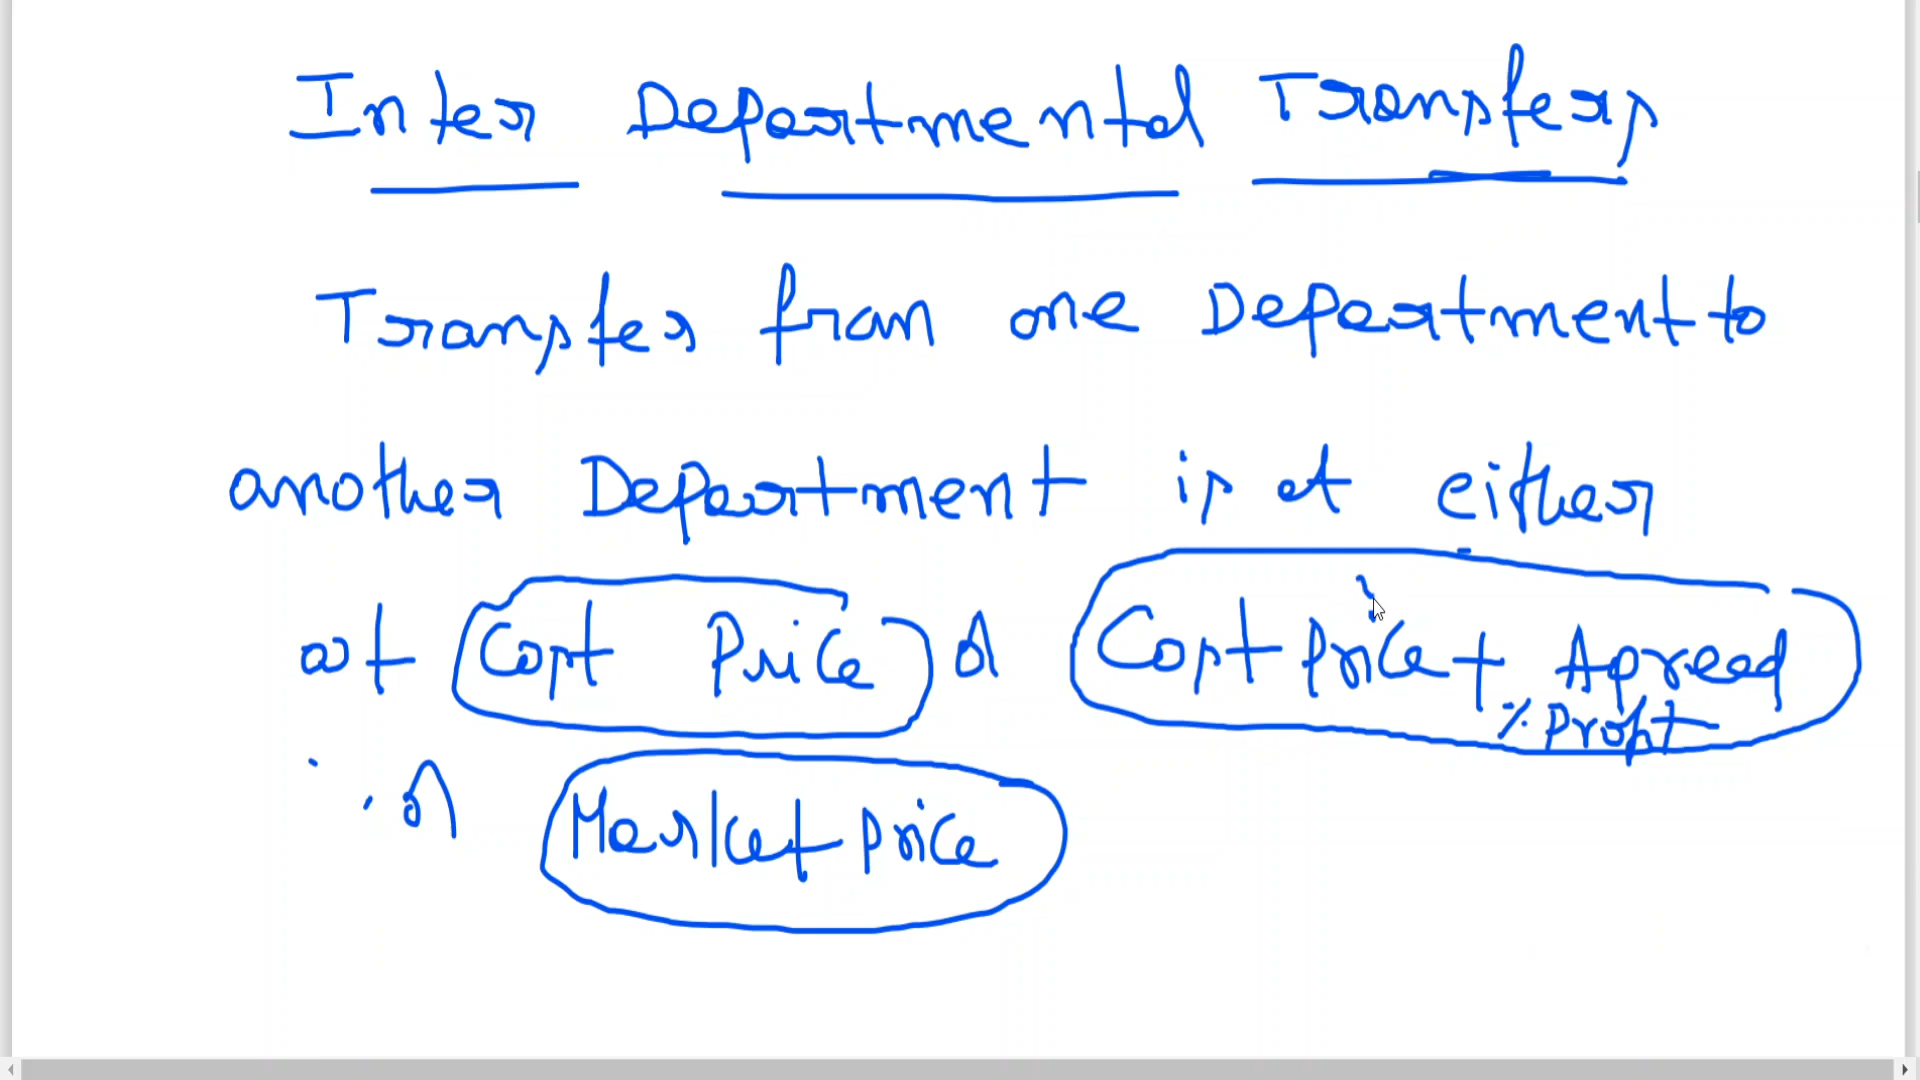 Inter Departmental Transfers
Transfer from one Department to
another Department is at either
at Cost Price or Cost Price + Agreed
% Profit
or Market Price